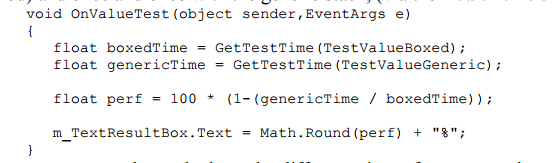 void OnValueTest(object sender,EventArgs e)
{
float boxedTime = GetTestTime(TestValueBoxed);
float genericTime = GetTestTime(TestValueGeneric);
float perf = 100 * (1-(genericTime / boxedTime));
m_TextResultBox.Text = Math.Round(perf) + "%";
}